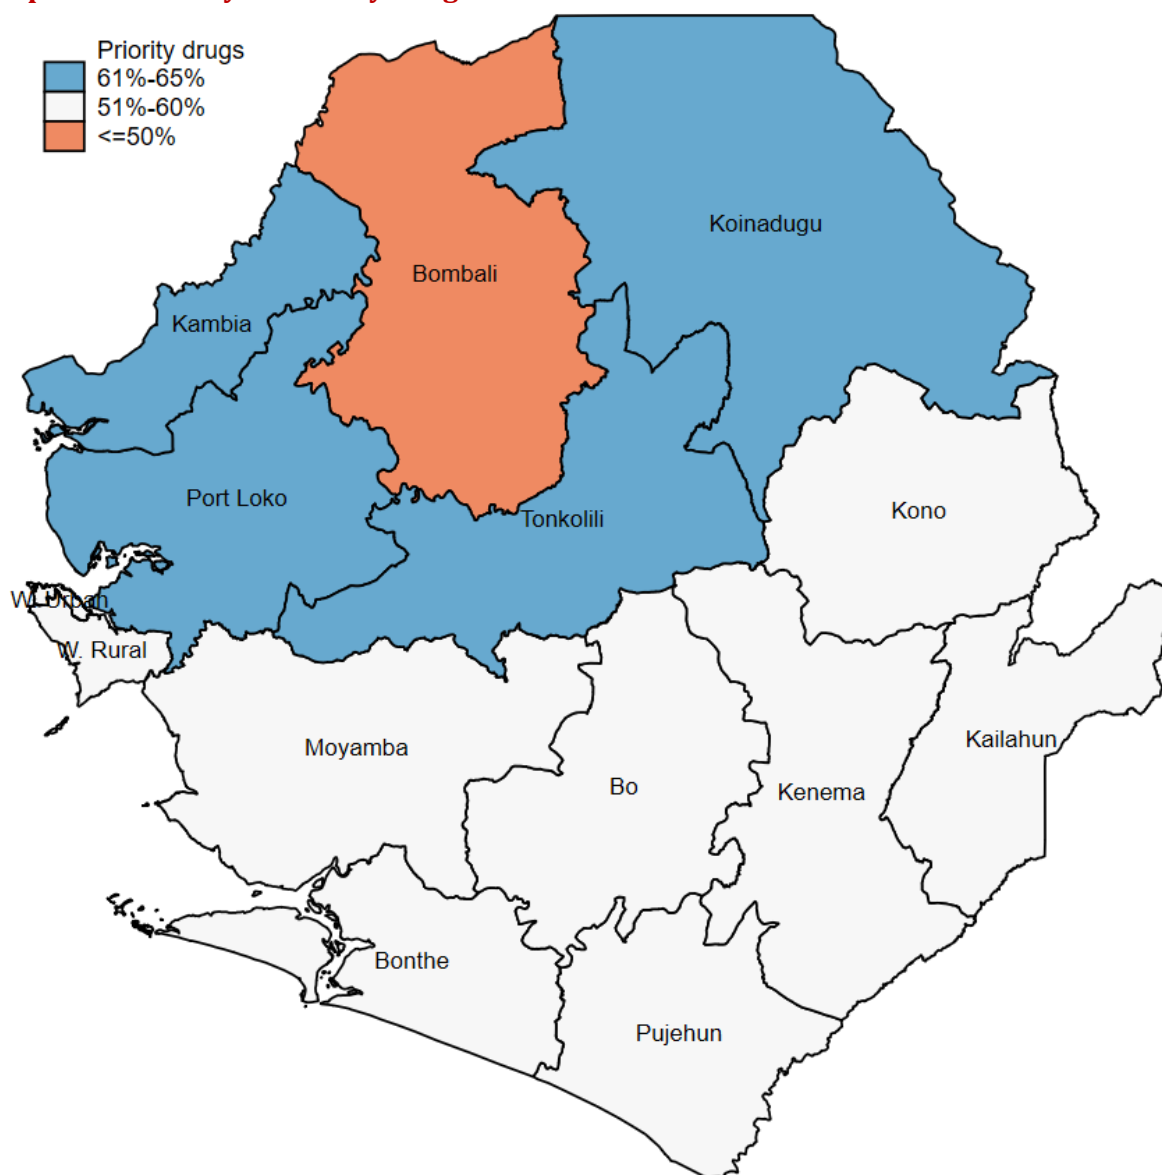 Priority drugs
61%-65%
51%-60%
<=50%
Koinadugu
Bombali
Kambia
Port Loko
Tonkolili
Kono
W. Urban
W. Rural
Moyamba
Kailahun
Bo
Kenema
Bonthe
Pujehun